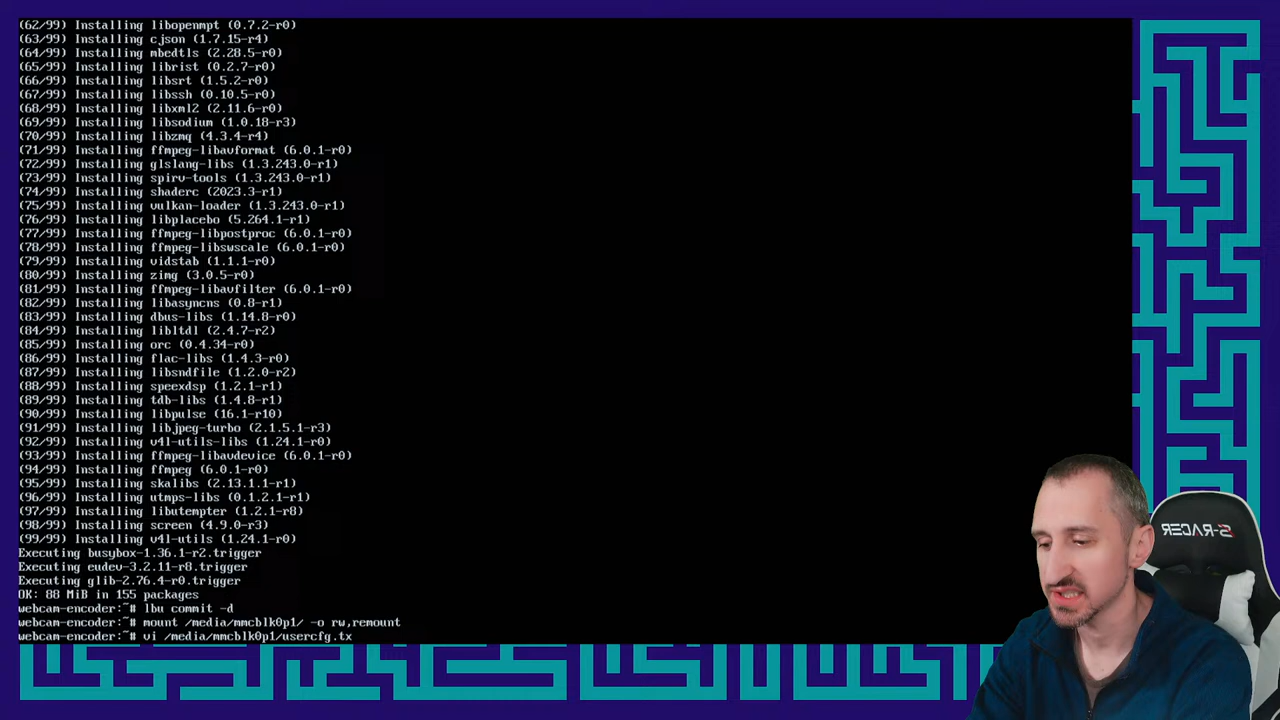 (62/99) Installing libopenmpt (0.7.2-r0)
(63/99) Installing cjson (1.7.15-r4)
(64/99) Installing mbedtls (2.28.5-r0)
(65/99) Installing librist (0.2.7-r0)
(66/99) Installing libsrt (1.5.2-r0)
(67/99) Installing libssh (0.10.5-r0)
(68/99) Installing libxml2 (2.11.6-r0)
(69/99) Installing libsodium (1.0.18-r3)
(70/99) Installing libzmq (4.3.4-r4)
(71/99) Installing ffmpeg-libavformat (6.0.1-r0)
(72/99) Installing glslang-libs (1.3.243.0-r1)
(73/99) Installing spirv-tools (1.3.243.0-r1)
(74/99) Installing shaderc (2023.3-r1)
(75/99) Installing vulkan-loader (1.3.243.0-r1)
(76/99) Installing libplacebo (5.264.1-r1)
(77/99) Installing ffmpeg-libpostproc (6.0.1-r0)
(78/99) Installing ffmpeg-libswscale (6.0.1-r0)
(79/99) Installing vidstab (1.1.1-r0)
(80/99) Installing zimg (3.0.5-r0)
(81/99) Installing ffmpeg-libavfilter (6.0.1-r0)
(82/99) Installing libasyncns (0.8-r1)
(83/99) Installing dbus-libs (1.14.8-r0)
(84/99) Installing libltdl (2.4.7-r2)
(85/99) Installing orc (0.4.34-r0)
(86/99) Installing flac-libs (1.4.3-r0)
(87/99) Installing libsndfile (1.2.0-r2)
(88/99) Installing speexdsp (1.2.1-r1)
(89/99) Installing tdb-libs (1.4.8-r1)
(90/99) Installing libpulse (16.1-r10)
(91/99) Installing libjpeg-turbo (2.1.5.1-r3)
(92/99) Installing v4l-utils-libs (1.24.1-r0)
(93/99) Installing ffmpeg-libavdevice (6.0.1-r0)
(94/99) Installing ffmpeg (6.0.1-r0)
(95/99) Installing skalibs (2.13.1.1-r1)
(96/99) Installing utmps-libs (0.1.2.1-r1)
(97/99) Installing libutempter (1.2.1-r8)
(98/99) Installing screen (4.9.0-r3)
(99/99) Installing v4l-utils (1.24.1-r0)
Executing busybox-1.36.1-r2.trigger
Executing eudev-3.2.11-r8.trigger
Executing glib-2.76.4-r0.trigger
OK: 88 MiB in 155 packages
webcam-encoder:~# lbu commit -d
webcam-encoder:~# mount /media/mmcblk0p1/ -o rw,remount
webcam-encoder:~# vi /media/mmcblk0p1/usercfg.tx
S-RACER